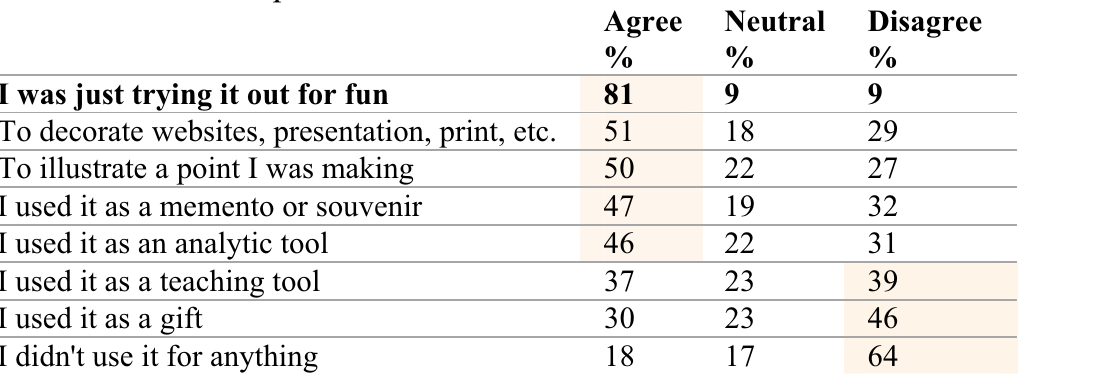 Agree Neutral Disagree
% % %
I was just trying it out for fun 81 9 9
To decorate websites, presentation, print, etc. 51 18 29
To illustrate a point I was making 50 22 27
I used it as a memento or souvenir 47 19 32
I used it as an analytic tool 46 22 31
I used it as a teaching tool 37 23 39
I used it as a gift 30 23 46
I didn't use it for anything 18 17 64